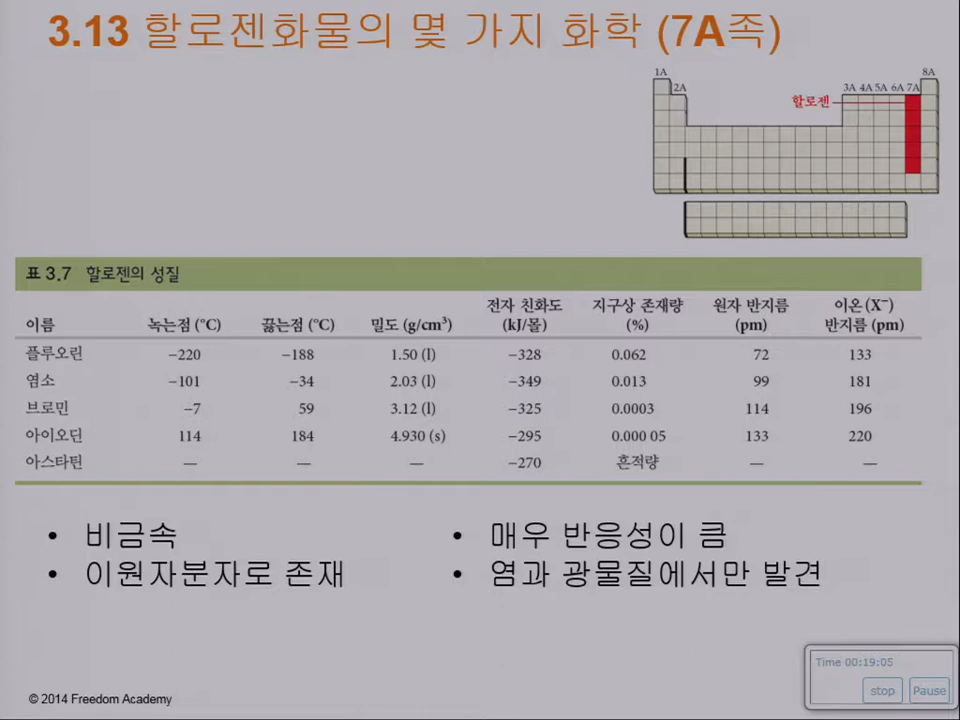 3.13 할로젠화물의 몇 가지 화학 (7A족)
1A 8A
2A 3A 4A 5A 6A 7A
할로젠
표 3.7 할로젠의 성질
이름 녹는점 (°C) 끓는점 (°C) 밀도 (g/cm³) 전자 친화도 (kJ/몰) 지구상 존재량 (%) 원자 반지름 (pm) 이온 (X⁻) 반지름 (pm)
플루오린 −220 −188 1.50 (l) −328 0.062 72 133
염소 −101 −34 2.03 (l) −349 0.013 99 181
브로민 −7 59 3.12 (l) −325 0.0003 114 196
아이오딘 114 184 4.930 (s) −295 0.000 05 133 220
아스타틴 — — — −270 흔적량 — —
• 비금속
• 이원자분자로 존재
• 매우 반응성이 큼
• 염과 광물질에서만 발견
Time 00:19:05
stop Pause
© 2014 Freedom Academy